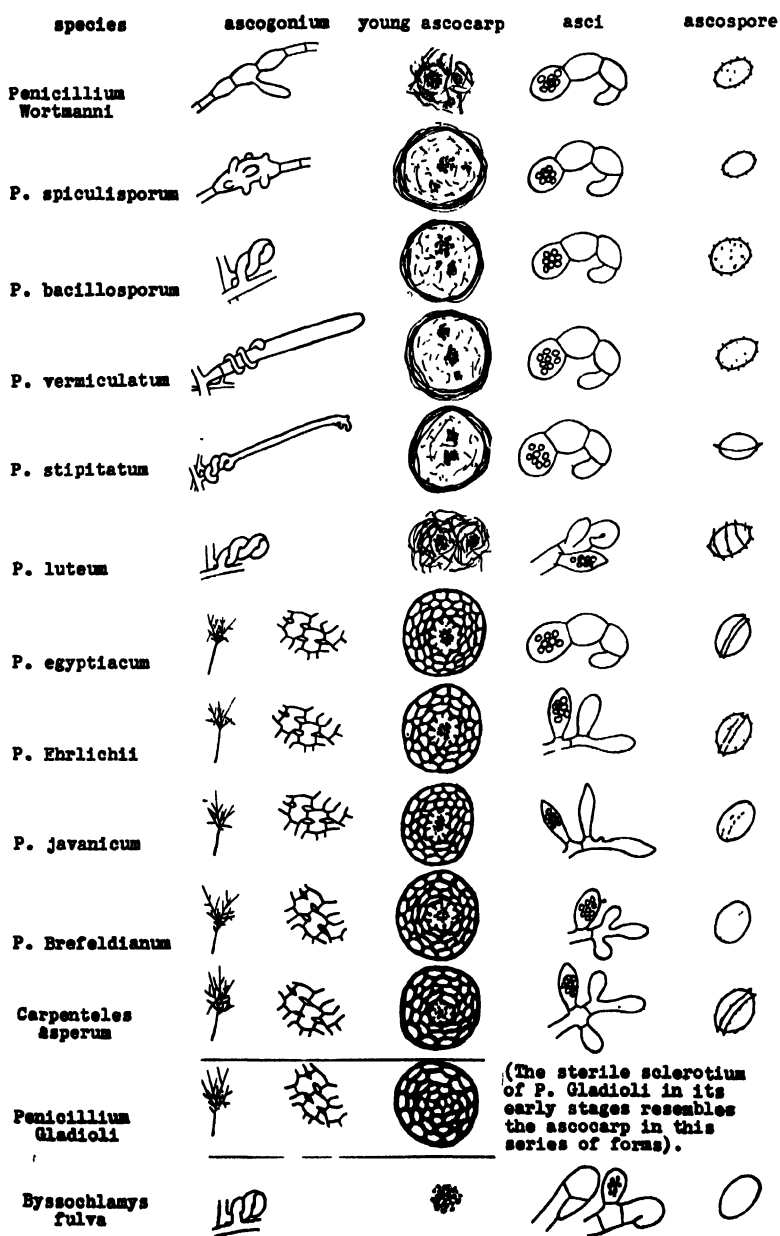 species ascogonium young ascocarp asci ascospore
Penicillium
Wortmanni
P. spiculisporum
P. bacillosporum
P. vermiculatum
P. stipitatum
P. luteum
P. egyptiacum
P. Ehrlichii
P. javanicum
P. Brefeldianum
Carpenteles
asperum
Penicillium
Gladioli
(The sterile sclerotium
of P. Gladioli in its
early stages resembles
the ascocarp in this
series of forms).
Byssochlamys
fulva